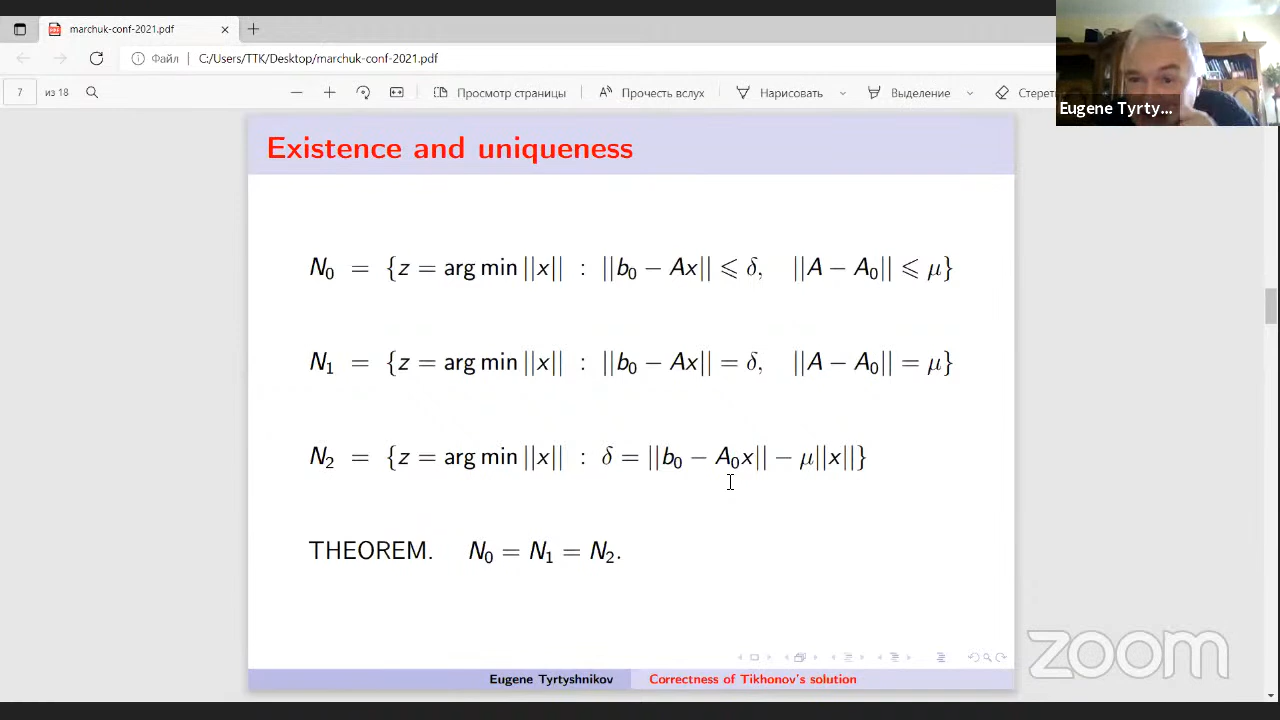 marchuk-conf-2021.pdf
Файл C:/Users/TTK/Desktop/marchuk-conf-2021.pdf
7 из 18 Просмотр страницы Прочесть вслух Нарисовать Выделение Стерет
Eugene Tyrty...
Existence and uniqueness
N₀ = {z = arg min ||x|| : ||b₀ − Ax|| ⩽ δ, ||A − A₀|| ⩽ μ}
N₁ = {z = arg min ||x|| : ||b₀ − Ax|| = δ, ||A − A₀|| = μ}
N₂ = {z = arg min ||x|| : δ = ||b₀ − A₀x|| − μ||x||}
THEOREM. N₀ = N₁ = N₂.
Eugene Tyrtyshnikov Correctness of Tikhonov's solution
zoom